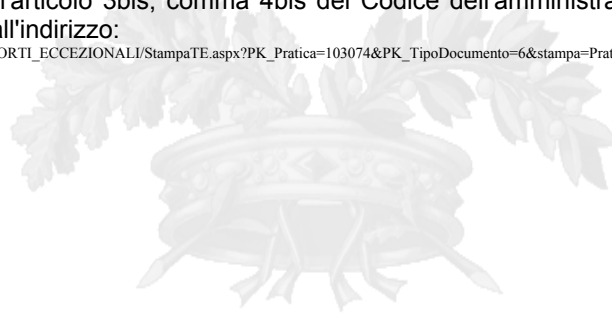 l'articolo 3bis, comma 4bis del Codice dell'amministra
all'indirizzo:
ORTI_ECCEZIONALI/StampaTE.aspx?PK_Pratica=103074&PK_TipoDocumento=6&stampa=Prat